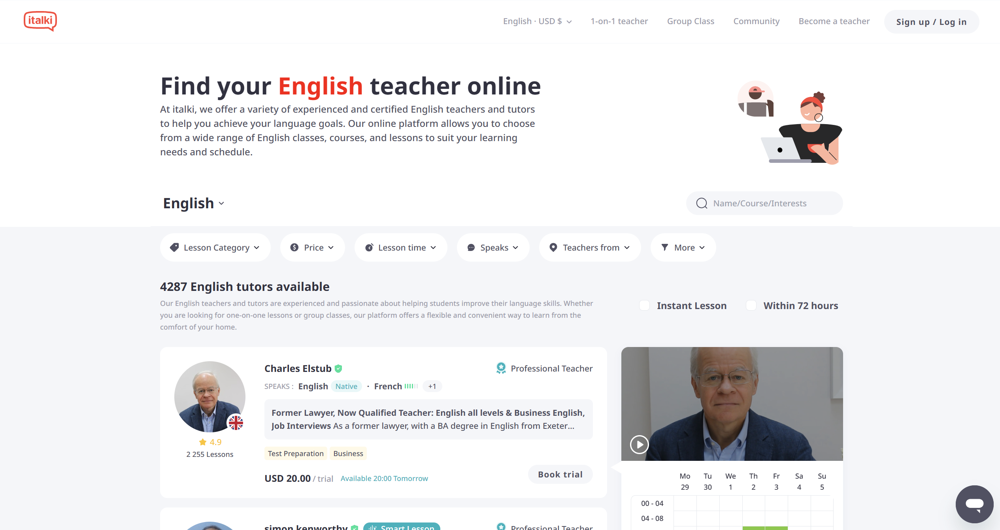 italki
English · USD $
1-on-1 teacher
Group Class
Community
Become a teacher
Sign up / Log in
Find your English teacher online
At italki, we offer a variety of experienced and certified English teachers and tutors
to help you achieve your language goals. Our online platform allows you to choose
from a wide range of English classes, courses, and lessons to suit your learning
needs and schedule.
English
Name/Course/Interests
Lesson Category
Price
Lesson time
Speaks
Teachers from
More
4287 English tutors available
Our English teachers and tutors are experienced and passionate about helping students improve their language skills. Whether
you are looking for one-on-one lessons or group classes, our platform offers a flexible and convenient way to learn from the
comfort of your home.
Instant Lesson
Within 72 hours
Charles Elstub
Professional Teacher
SPEAKS : English Native · French +1
Former Lawyer, Now Qualified Teacher: English all levels & Business English,
Job Interviews As a former lawyer, with a BA degree in English from Exeter...
4.9
2 255 Lessons
Test Preparation
Business
USD 20.00 / trial
Available 20:00 Tomorrow
Book trial
Mo Tu We Th Fr Sa Su
29 30 1 2 3 4 5
00 - 04
04 - 08
simon kenworthy
Smart Lesson
Professional Teacher